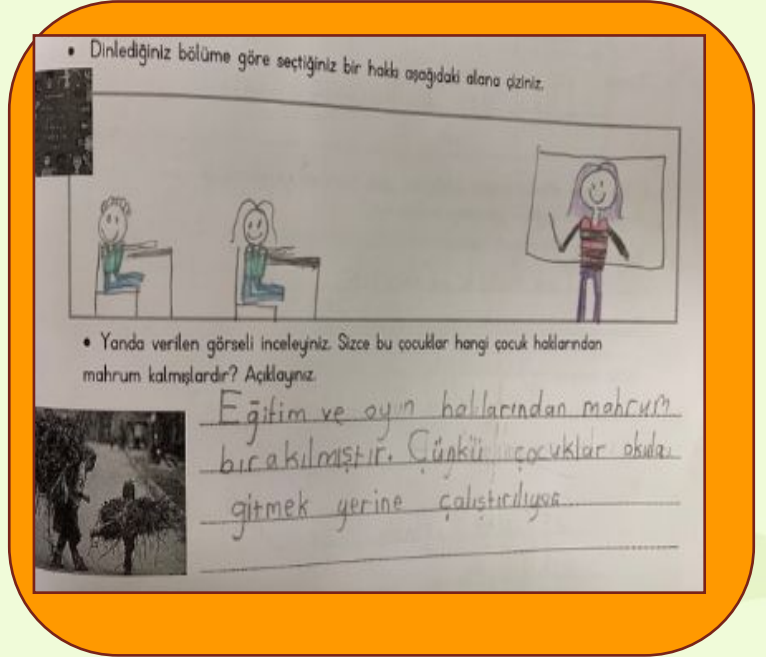 • Dinlediğiniz bölüme göre seçtiğiniz bir hakkı aşağıdaki alana çiziniz.
• Yanda verilen görseli inceleyiniz. Sizce bu çocuklar hangi çocuk haklarından
mahrum kalmışlardır? Açıklayınız.
Eğitim ve oyun haklarından mahrum
bırakılmıştır. Çünkü çocuklar okula
gitmek yerine çalıştırılıyor.